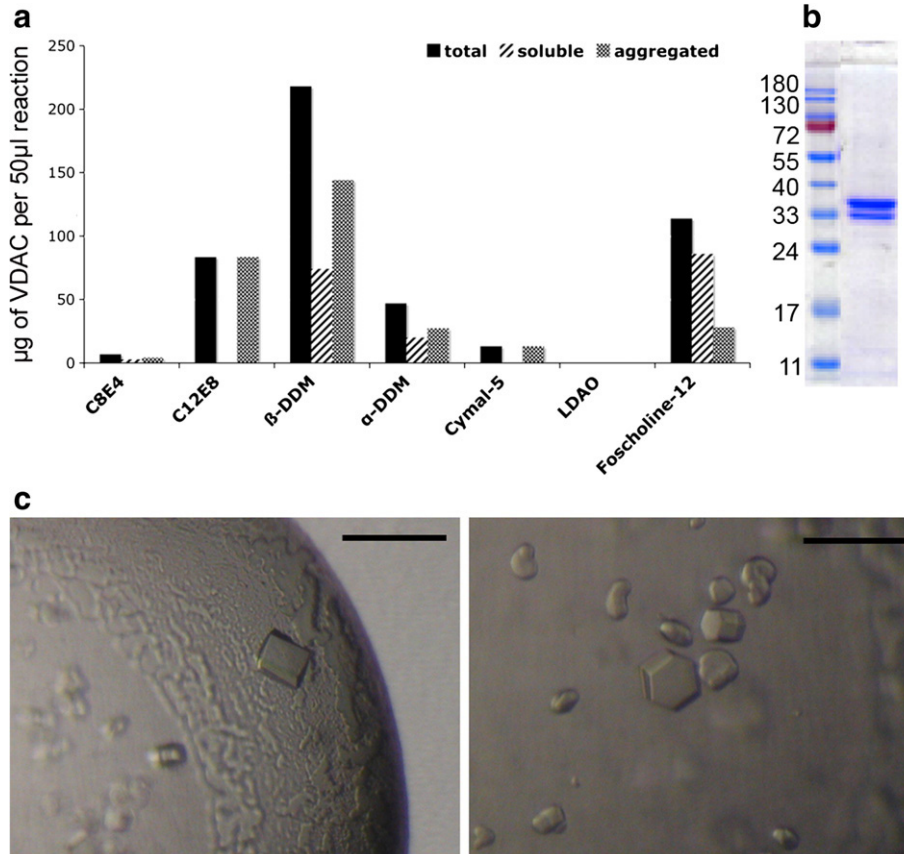 a
b
µg of VDAC per 50µl reaction
250
200
150
100
50
0
total soluble aggregated
C8E4
C12E8
ß-DDM
α-DDM
Cymal-5
LDAO
Foscholine-12
180
130
72
55
40
33
24
17
11
c